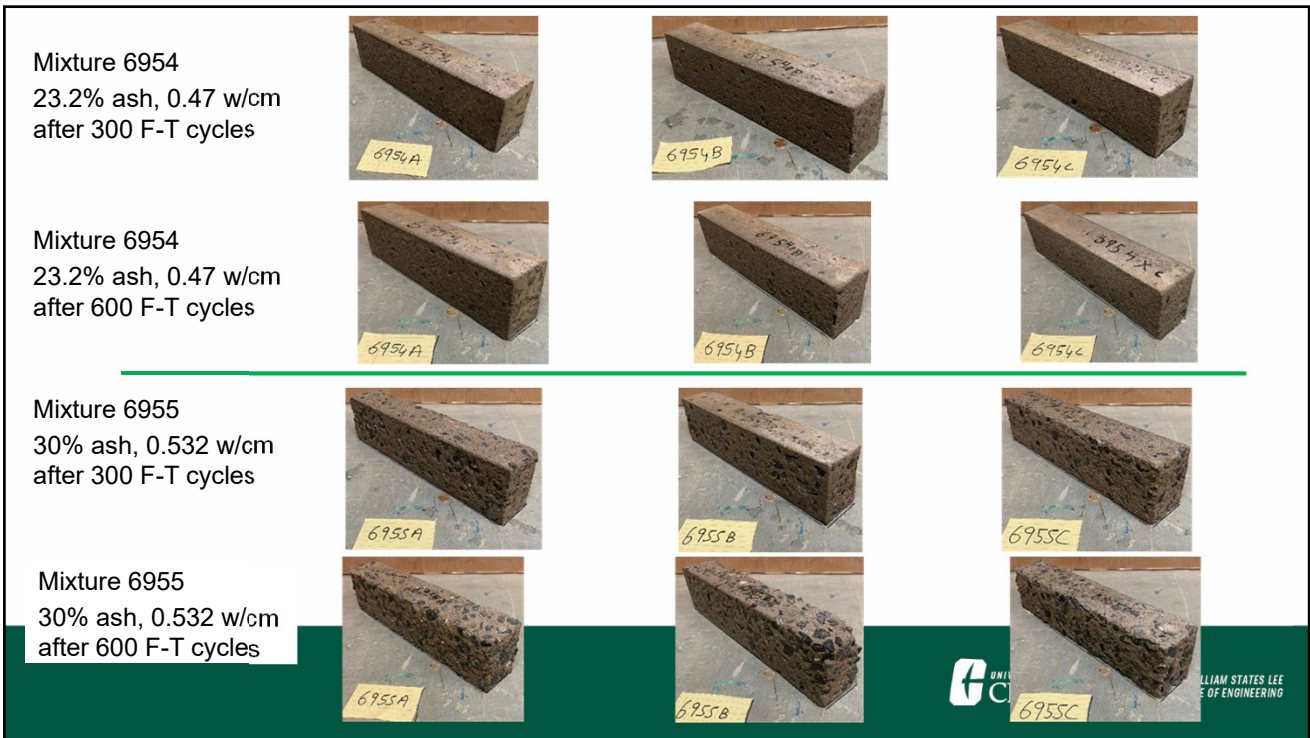 Mixture 6954
23.2% ash, 0.47 w/cm
after 300 F-T cycles
6954A
6954B
6954C
Mixture 6954
23.2% ash, 0.47 w/cm
after 600 F-T cycles
6954A
6954B
6954C
Mixture 6955
30% ash, 0.532 w/cm
after 300 F-T cycles
6955A
6955B
6955C
Mixture 6955
30% ash, 0.532 w/cm
after 600 F-T cycles
6955A
6955B
6955C
UNI
C
LLIAM STATES LEE
E OF ENGINEERING